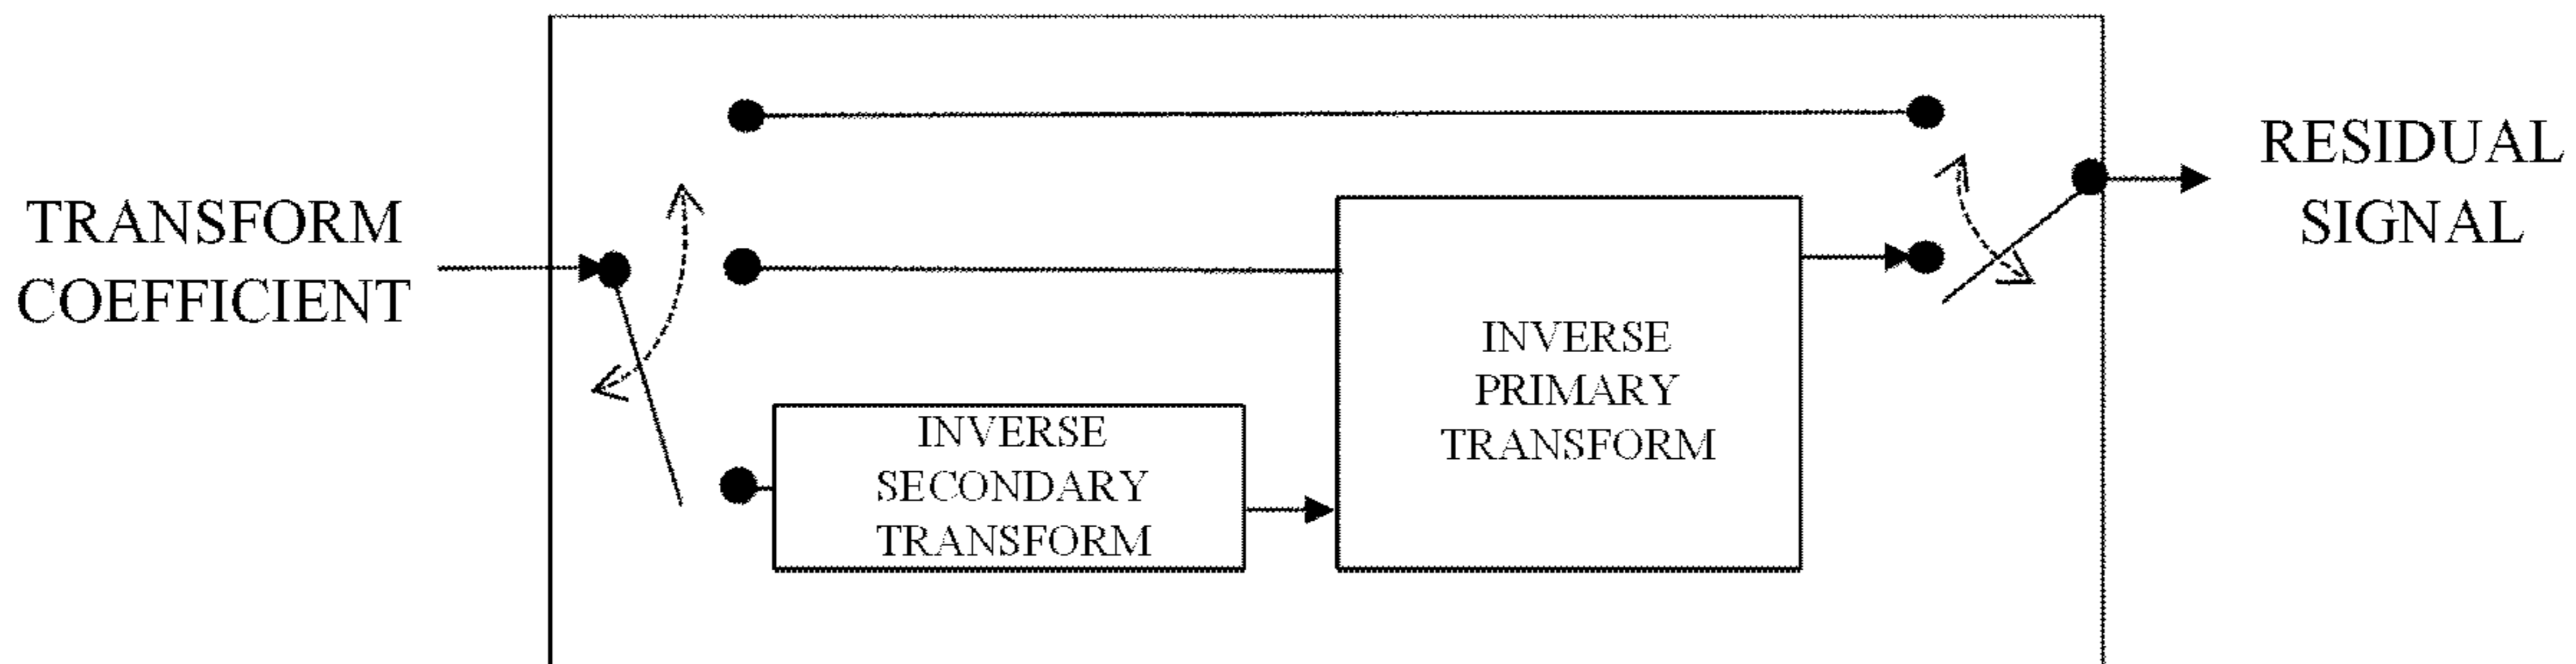 TRANSFORM
COEFFICIENT
INVERSE
SECONDARY
TRANSFORM
INVERSE
PRIMARY
TRANSFORM
RESIDUAL
SIGNAL